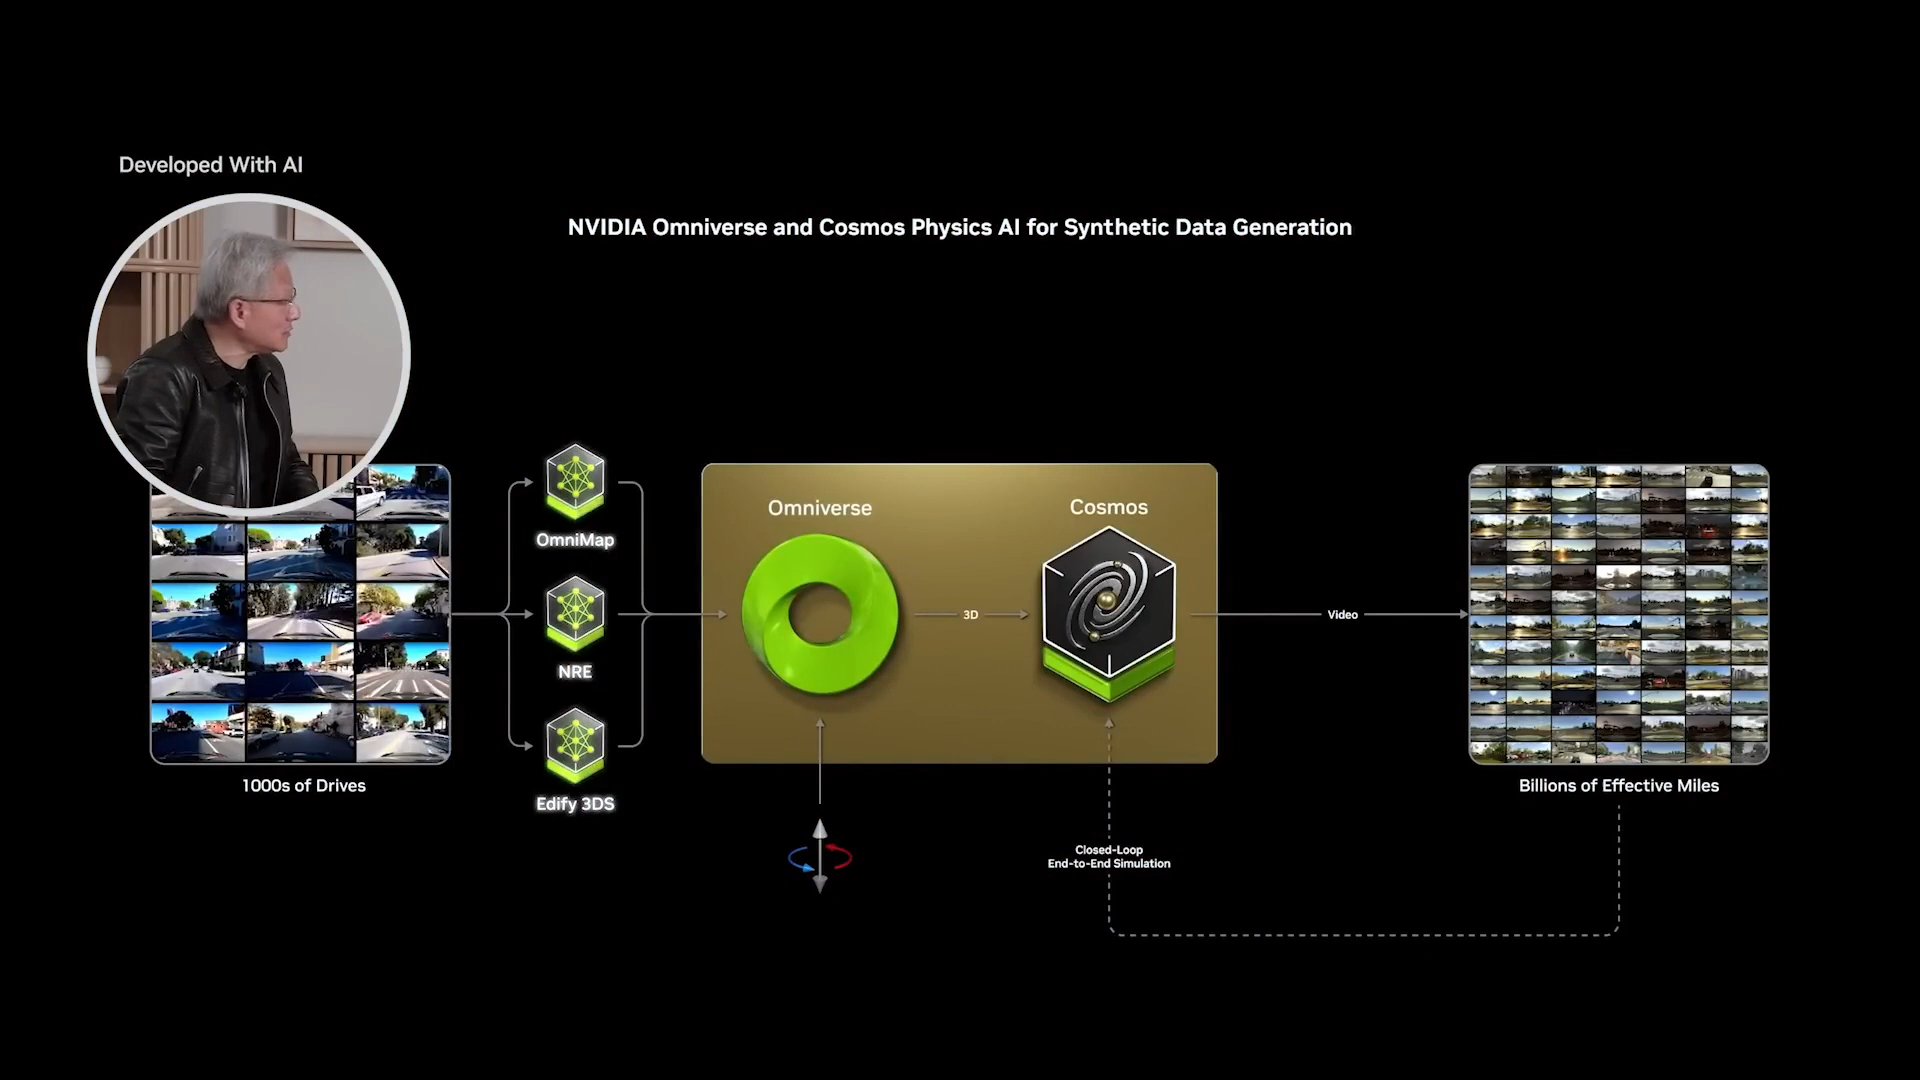 Developed With AI
NVIDIA Omniverse and Cosmos Physics AI for Synthetic Data Generation
1000s of Drives
OmniMap
NRE
Edify 3DS
Omniverse
3D
Cosmos
Video
Closed-Loop
End-to-End Simulation
Billions of Effective Miles